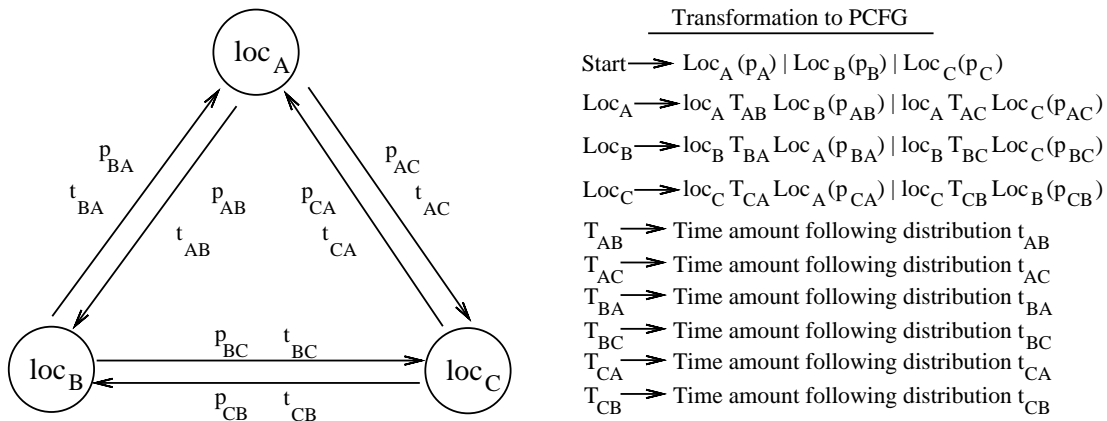 loc_A
p_BA
t_BA
p_AB
t_AB
p_CA
t_CA
p_AC
t_AC
loc_B
p_BC t_BC
p_CB t_CB
loc_C
Transformation to PCFG
Start → Loc_A(p_A) | Loc_B(p_B) | Loc_C(p_C)
Loc_A → loc_A T_AB Loc_B(p_AB) | loc_A T_AC Loc_C(p_AC)
Loc_B → loc_B T_BA Loc_A(p_BA) | loc_B T_BC Loc_C(p_BC)
Loc_C → loc_C T_CA Loc_A(p_CA) | loc_C T_CB Loc_B(p_CB)
T_AB → Time amount following distribution t_AB
T_AC → Time amount following distribution t_AC
T_BA → Time amount following distribution t_BA
T_BC → Time amount following distribution t_BC
T_CA → Time amount following distribution t_CA
T_CB → Time amount following distribution t_CB